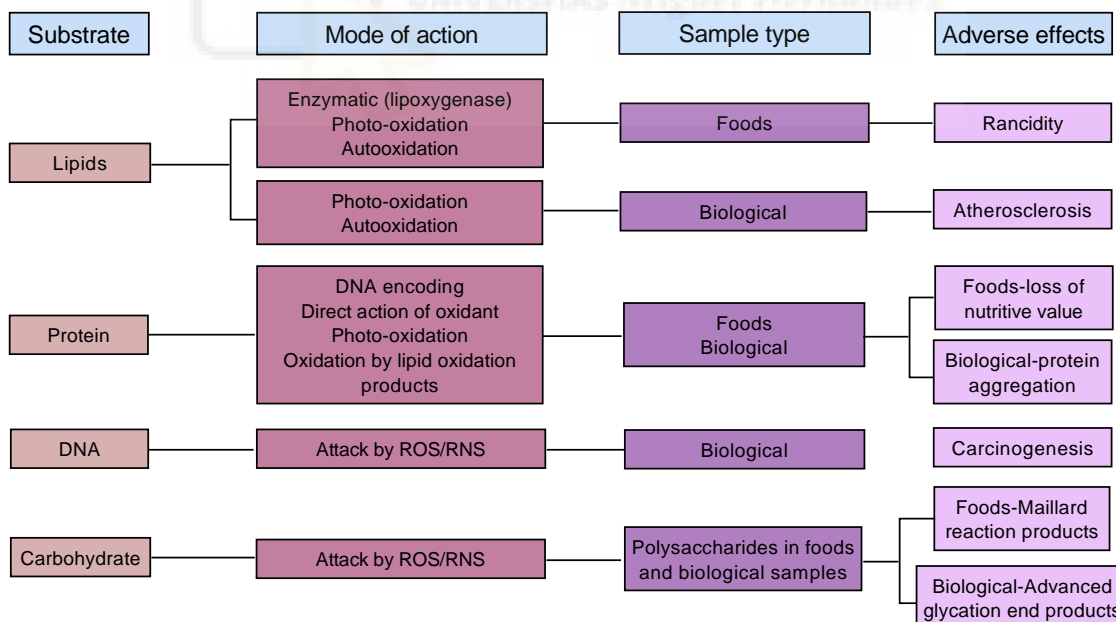 Substrate
Mode of action
Sample type
Adverse effects
Lipids
Enzymatic (lipoxygenase)
Photo-oxidation
Autooxidation
Foods
Rancidity
Photo-oxidation
Autooxidation
Biological
Atherosclerosis
Protein
DNA encoding
Direct action of oxidant
Photo-oxidation
Oxidation by lipid oxidation
products
Foods
Biological
Foods-loss of
nutritive value
Biological-protein
aggregation
DNA
Attack by ROS/RNS
Biological
Carcinogenesis
Carbohydrate
Attack by ROS/RNS
Polysaccharides in foods
and biological samples
Foods-Maillard
reaction products
Biological-Advanced
glycation end products